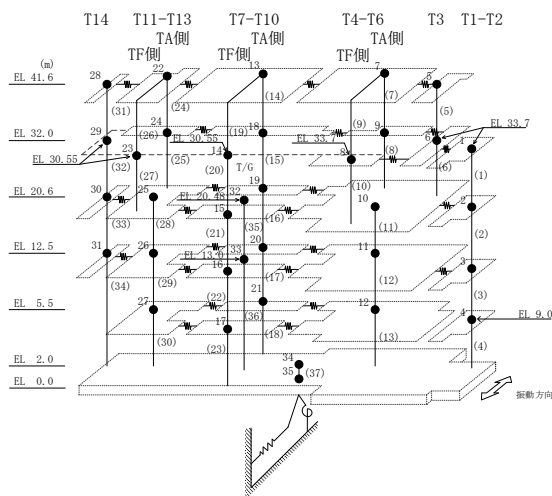 T14 T11-T13 T7-T10 T4-T6 T3 T1-T2
TA側 TA側 TA側
TF側 TF側
(m)
22 13 7
EL 41.6 28 5
(31) (24) (14) (7) (5)
EL 32.0 29 24 18 9 EL 33.7
(26) EL 30.55 (19) EL 33.7 (9) 6 1
EL 30.55 23 14 8 (8)
(32) (25) (20) T/G (15) (6) (1)
(27) 19 (10)
EL 20.6 30 25 EL 20.48 32 10 2
15 (16)
(33) (28) (35) (11) (2)
(21) 20
EL 12.5 31 26 EL 13.0 33 11 3
16 (17)
(34) (29) (12) (3)
21
EL 5.5 27 (22) 12 4 EL 9.0
(36)
17 (18)
(30) (23) (13) (4)
EL 2.0 34
EL 0.0 35 (37)
振動方向